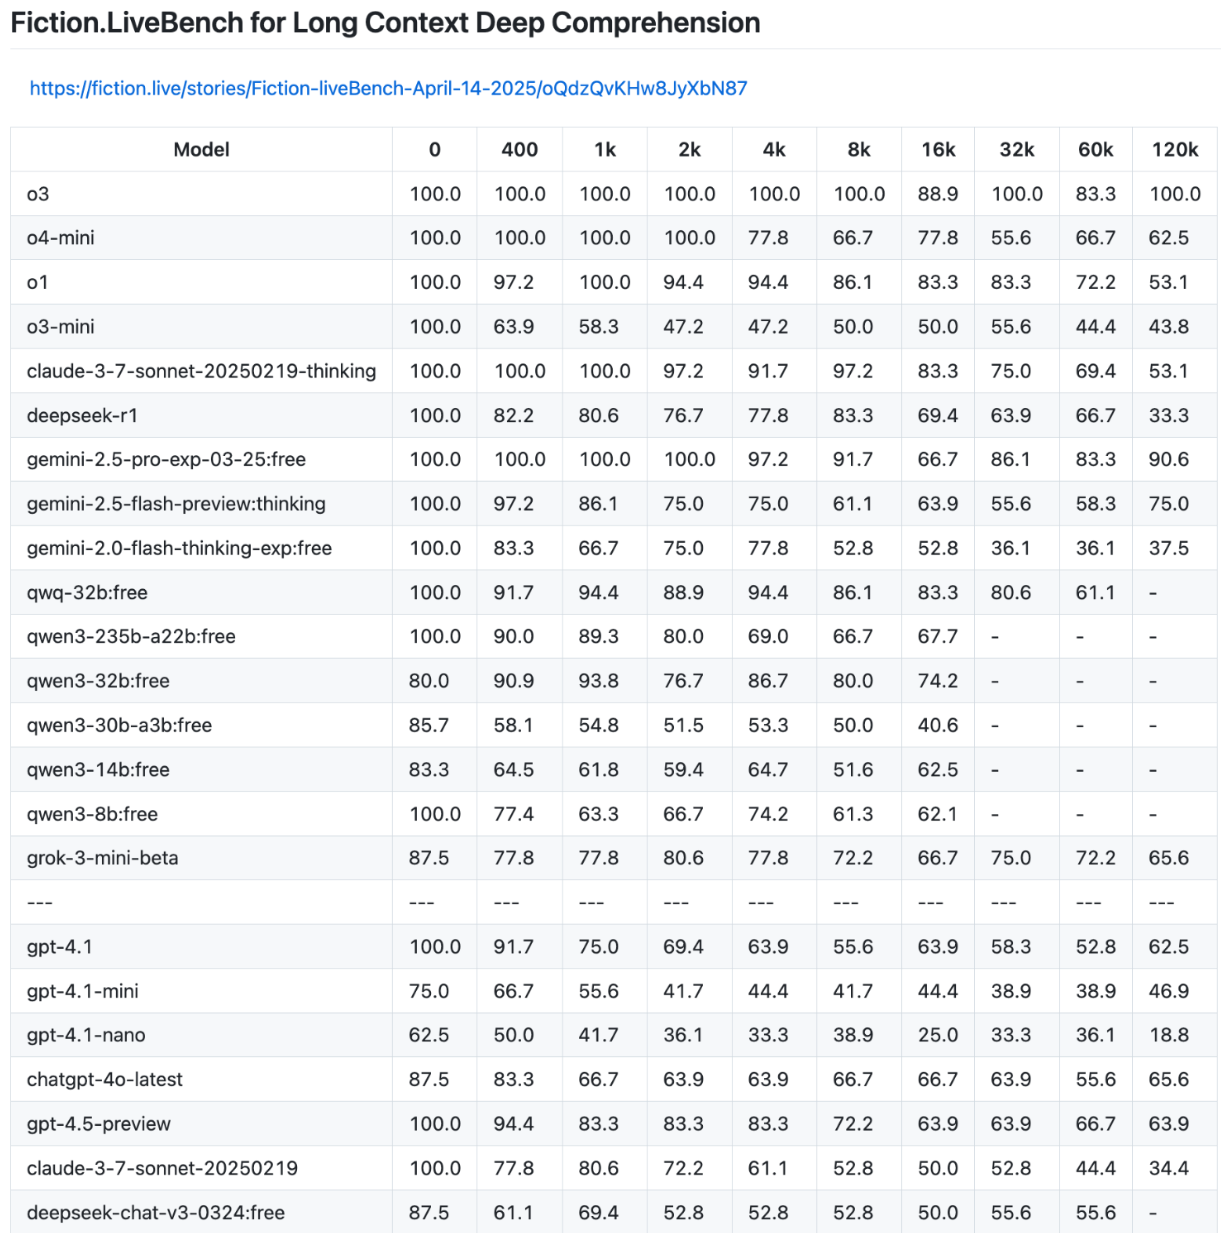 Fiction.LiveBench for Long Context Deep Comprehension
https://fiction.live/stories/Fiction-liveBench-April-14-2025/oQdzQvKHw8JyXbN87
Model 0 400 1k 2k 4k 8k 16k 32k 60k 120k
o3 100.0 100.0 100.0 100.0 100.0 100.0 88.9 100.0 83.3 100.0
o4-mini 100.0 100.0 100.0 100.0 77.8 66.7 77.8 55.6 66.7 62.5
o1 100.0 97.2 100.0 94.4 94.4 86.1 83.3 83.3 72.2 53.1
o3-mini 100.0 63.9 58.3 47.2 47.2 50.0 50.0 55.6 44.4 43.8
claude-3-7-sonnet-20250219-thinking 100.0 100.0 100.0 97.2 91.7 97.2 83.3 75.0 69.4 53.1
deepseek-r1 100.0 82.2 80.6 76.7 77.8 83.3 69.4 63.9 66.7 33.3
gemini-2.5-pro-exp-03-25:free 100.0 100.0 100.0 100.0 97.2 91.7 66.7 86.1 83.3 90.6
gemini-2.5-flash-preview:thinking 100.0 97.2 86.1 75.0 75.0 61.1 63.9 55.6 58.3 75.0
gemini-2.0-flash-thinking-exp:free 100.0 83.3 66.7 75.0 77.8 52.8 52.8 36.1 36.1 37.5
qwq-32b:free 100.0 91.7 94.4 88.9 94.4 86.1 83.3 80.6 61.1 -
qwen3-235b-a22b:free 100.0 90.0 89.3 80.0 69.0 66.7 67.7 - - -
qwen3-32b:free 80.0 90.9 93.8 76.7 86.7 80.0 74.2 - - -
qwen3-30b-a3b:free 85.7 58.1 54.8 51.5 53.3 50.0 40.6 - - -
qwen3-14b:free 83.3 64.5 61.8 59.4 64.7 51.6 62.5 - - -
qwen3-8b:free 100.0 77.4 63.3 66.7 74.2 61.3 62.1 - - -
grok-3-mini-beta 87.5 77.8 77.8 80.6 77.8 72.2 66.7 75.0 72.2 65.6
--- --- --- --- --- --- --- --- --- --- ---
gpt-4.1 100.0 91.7 75.0 69.4 63.9 55.6 63.9 58.3 52.8 62.5
gpt-4.1-mini 75.0 66.7 55.6 41.7 44.4 41.7 44.4 38.9 38.9 46.9
gpt-4.1-nano 62.5 50.0 41.7 36.1 33.3 38.9 25.0 33.3 36.1 18.8
chatgpt-4o-latest 87.5 83.3 66.7 63.9 63.9 66.7 66.7 63.9 55.6 65.6
gpt-4.5-preview 100.0 94.4 83.3 83.3 83.3 72.2 63.9 63.9 66.7 63.9
claude-3-7-sonnet-20250219 100.0 77.8 80.6 72.2 61.1 52.8 50.0 52.8 44.4 34.4
deepseek-chat-v3-0324:free 87.5 61.1 69.4 52.8 52.8 52.8 50.0 55.6 55.6 -